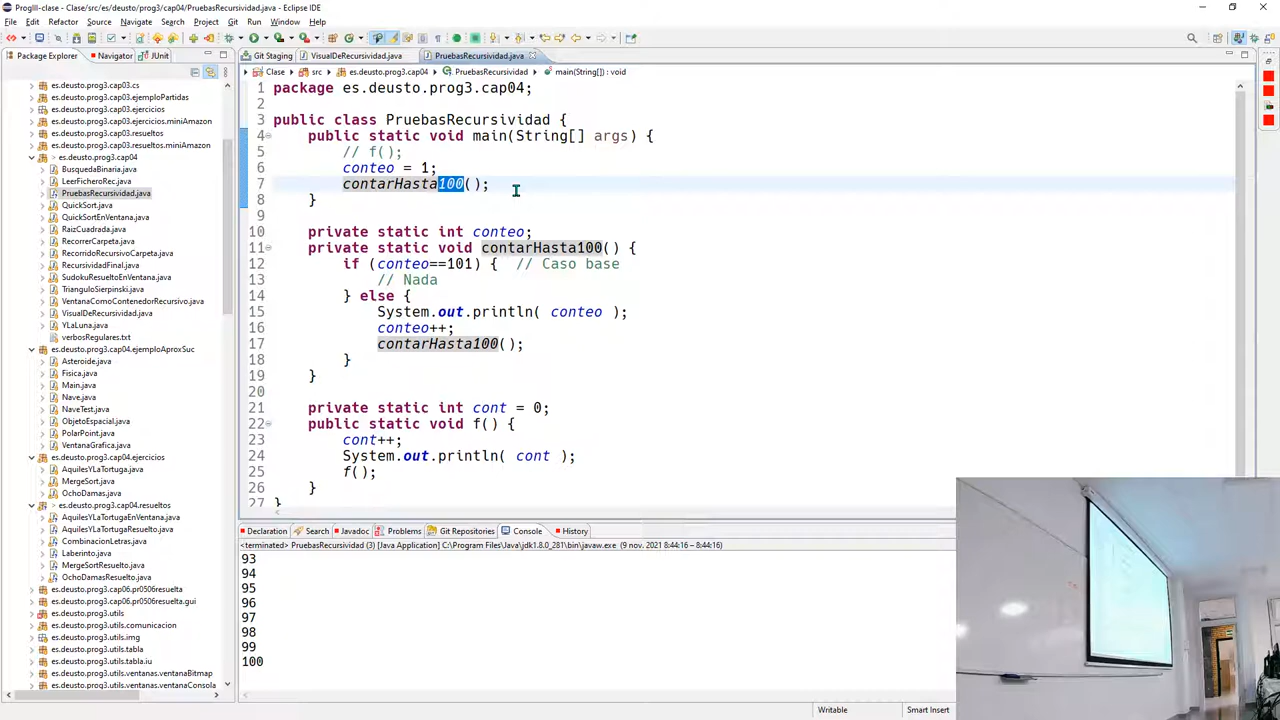 ProgIII-clase - Clase/src/es/deusto/prog3/cap04/PruebasRecursividad.java - Eclipse IDE
File Edit Refactor Source Navigate Search Project Git Run Window Help
Package Explorer Navigator JUnit
es.deusto.prog3.cap03.cs
es.deusto.prog3.cap03.ejemploPartidas
es.deusto.prog3.cap03.ejercicios
es.deusto.prog3.cap03.ejercicios.miniAmazon
es.deusto.prog3.cap03.resueltos
es.deusto.prog3.cap03.resueltos.miniAmazon
es.deusto.prog3.cap04
BusquedaBinaria.java
LeerFicheroRec.java
PruebasRecursividad.java
QuickSort.java
QuickSortEnVentana.java
RaizCuadrada.java
RecorrerCarpeta.java
RecorridoRecursivoCarpeta.java
RecursividadFinal.java
SudokuResueltoEnVentana.java
TrianguloSierpinski.java
VentanaComoContenedorRecursivo.java
VisualDeRecursividad.java
YLaLuna.java
verbosRegulares.txt
es.deusto.prog3.cap04.ejemploAproxSuc
Asteroide.java
Fisica.java
Main.java
Nave.java
NaveTest.java
ObjetoEspacial.java
PolarPoint.java
VentanaGrafica.java
es.deusto.prog3.cap04.ejercicios
AquilesYLaTortuga.java
MergeSort.java
OchoDamas.java
es.deusto.prog3.cap04.resueltos
AquilesYLaTortugaEnVentana.java
AquilesYLaTortugaResuelto.java
CombinacionLetras.java
Laberinto.java
MergeSortResuelto.java
OchoDamasResuelto.java
es.deusto.prog3.cap06.pr0506resuelta
es.deusto.prog3.cap06.pr0506resuelta.gui
es.deusto.prog3.utils
es.deusto.prog3.utils.comunicacion
es.deusto.prog3.utils.img
es.deusto.prog3.utils.tabla
es.deusto.prog3.utils.tabla.iu
es.deusto.prog3.utils.ventanas.ventanaBitmap
es.deusto.prog3.utils.ventanas.ventanaConsola
Git Staging VisualDeRecursividad.java PruebasRecursividad.java
Clase src es.deusto.prog3.cap04 PruebasRecursividad main(String[]) : void
1 package es.deusto.prog3.cap04;
2
3 public class PruebasRecursividad {
4 public static void main(String[] args) {
5 // f();
6 conteo = 1;
7 contarHasta100();
8 }
9
10 private static int conteo;
11 private static void contarHasta100() {
12 if (conteo==101) { // Caso base
13 // Nada
14 } else {
15 System.out.println( conteo );
16 conteo++;
17 contarHasta100();
18 }
19 }
20
21 private static int cont = 0;
22 public static void f() {
23 cont++;
24 System.out.println( cont );
25 f();
26 }
27 }
Declaration Search Javadoc Problems Git Repositories Console History
<terminated> PruebasRecursividad (3) [Java Application] C:\Program Files\Java\jdk1.8.0_281\bin\javaw.exe (9 nov. 2021 8:44:16 – 8:44:16)
93
94
95
96
97
98
99
100
Writable Smart Insert